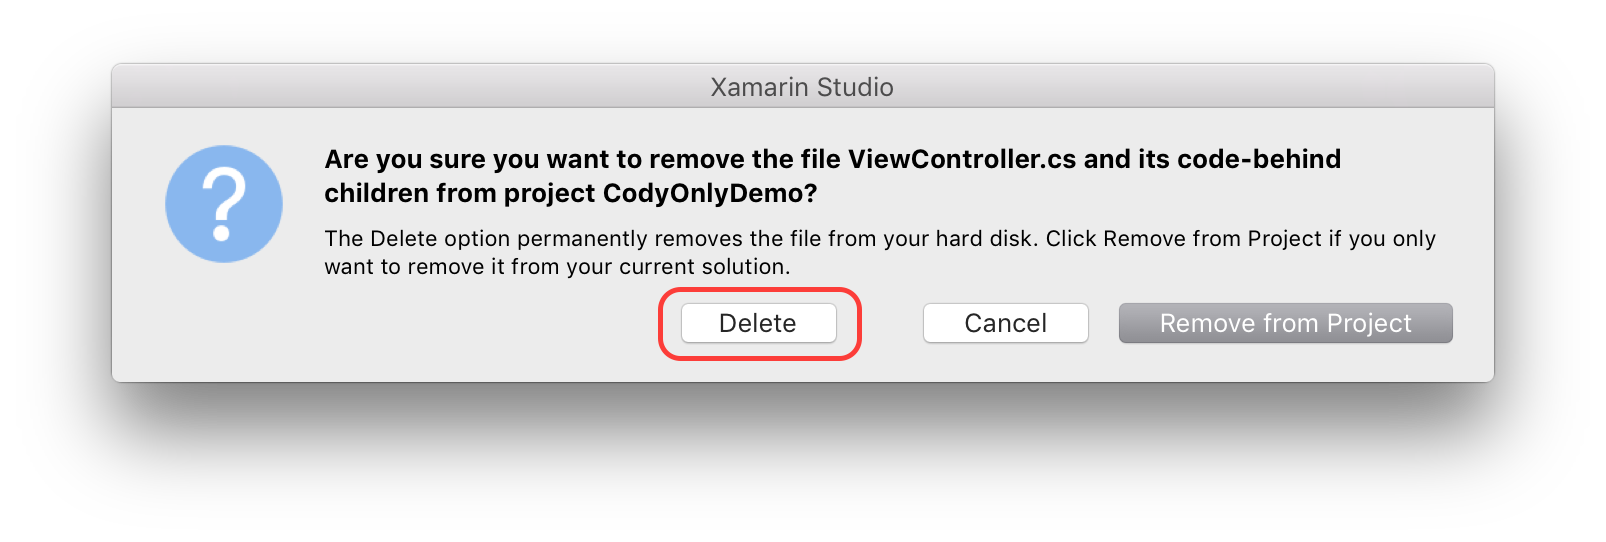 Xamarin Studio
Are you sure you want to remove the file ViewController.cs and its code-behind
children from project CodyOnlyDemo?
The Delete option permanently removes the file from your hard disk. Click Remove from Project if you only
want to remove it from your current solution.
Delete Cancel Remove from Project